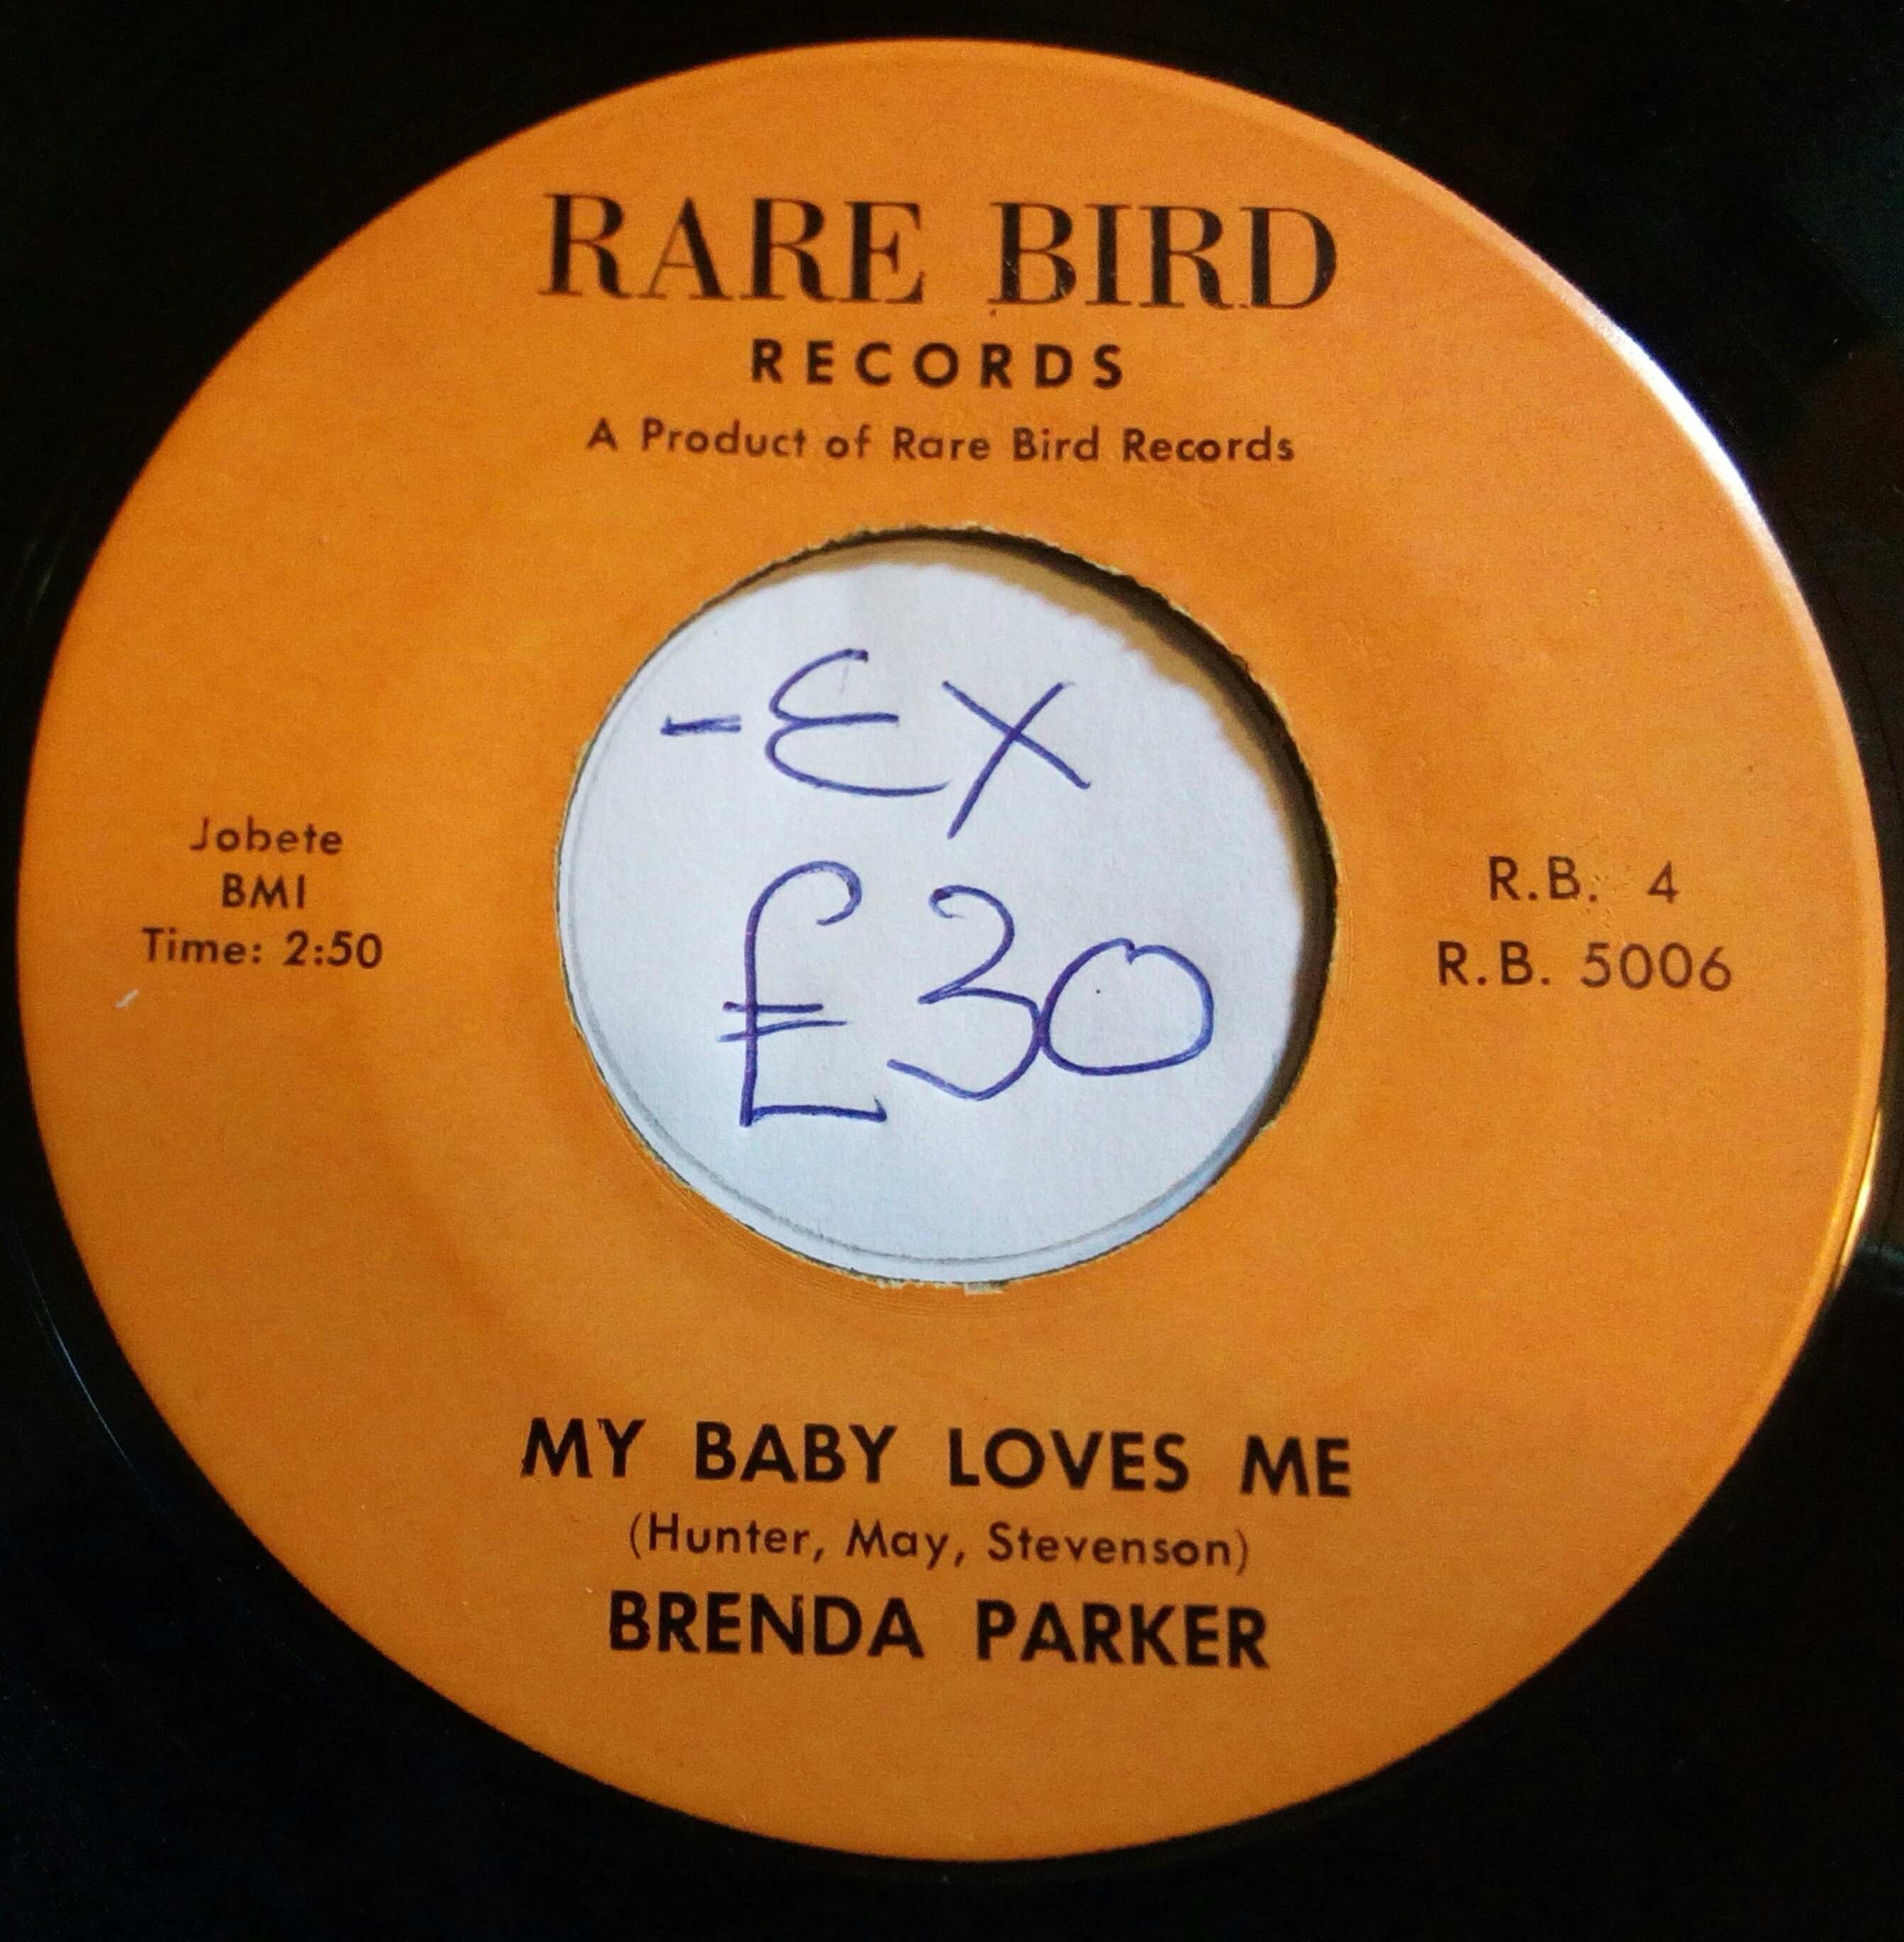 RARE BIRD
RECORDS
A Product of Rare Bird Records
-EX
£30
Jobete
BMI
Time: 2:50
R.B. 4
R.B. 5006
MY BABY LOVES ME
(Hunter, May, Stevenson)
BRENDA PARKER